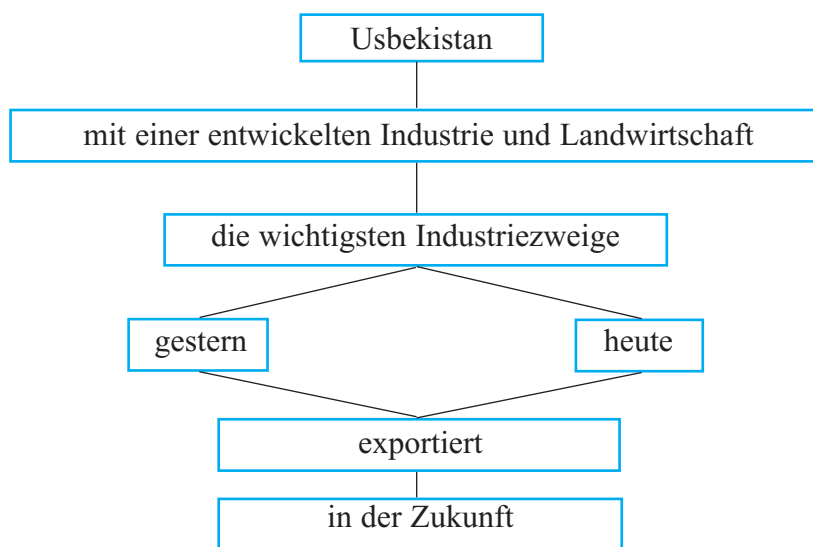 Usbekistan
mit einer entwickelten Industrie und Landwirtschaft
die wichtigsten Industriezweige
gestern
heute
exportiert
in der Zukunft